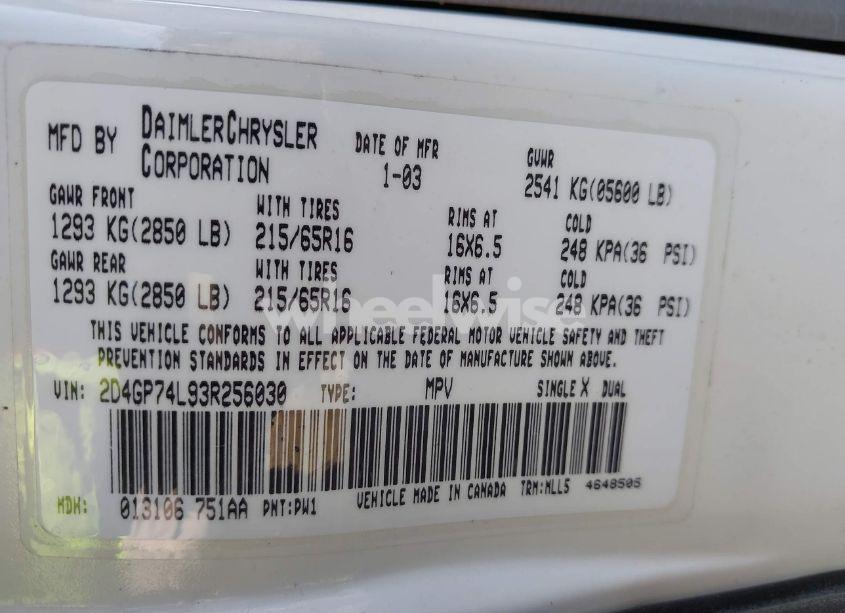 MFD BY DAIMLERCHRYSLER CORPORATION
DATE OF MFR 1-03
GVWR 2541 KG(05600 LB)
GAWR FRONT WITH TIRES RIMS AT COLD
1293 KG(2850 LB) 215/65R16 16X6.5 248 KPA(36 PSI)
GAWR REAR WITH TIRES RIMS AT COLD
1293 KG(2850 LB) 215/65R16 16X6.5 248 KPA(36 PSI)
wheelwise
THIS VEHICLE CONFORMS TO ALL APPLICABLE FEDERAL MOTOR VEHICLE SAFETY AND THEFT
PREVENTION STANDARDS IN EFFECT ON THE DATE OF MANUFACTURE SHOWN ABOVE.
VIN: 2D4GP74L93R256030 TYPE: MPV SINGLE X DUAL
MDH: 013106 751AA PNT:PW1 VEHICLE MADE IN CANADA TRM:MLL5 4648505